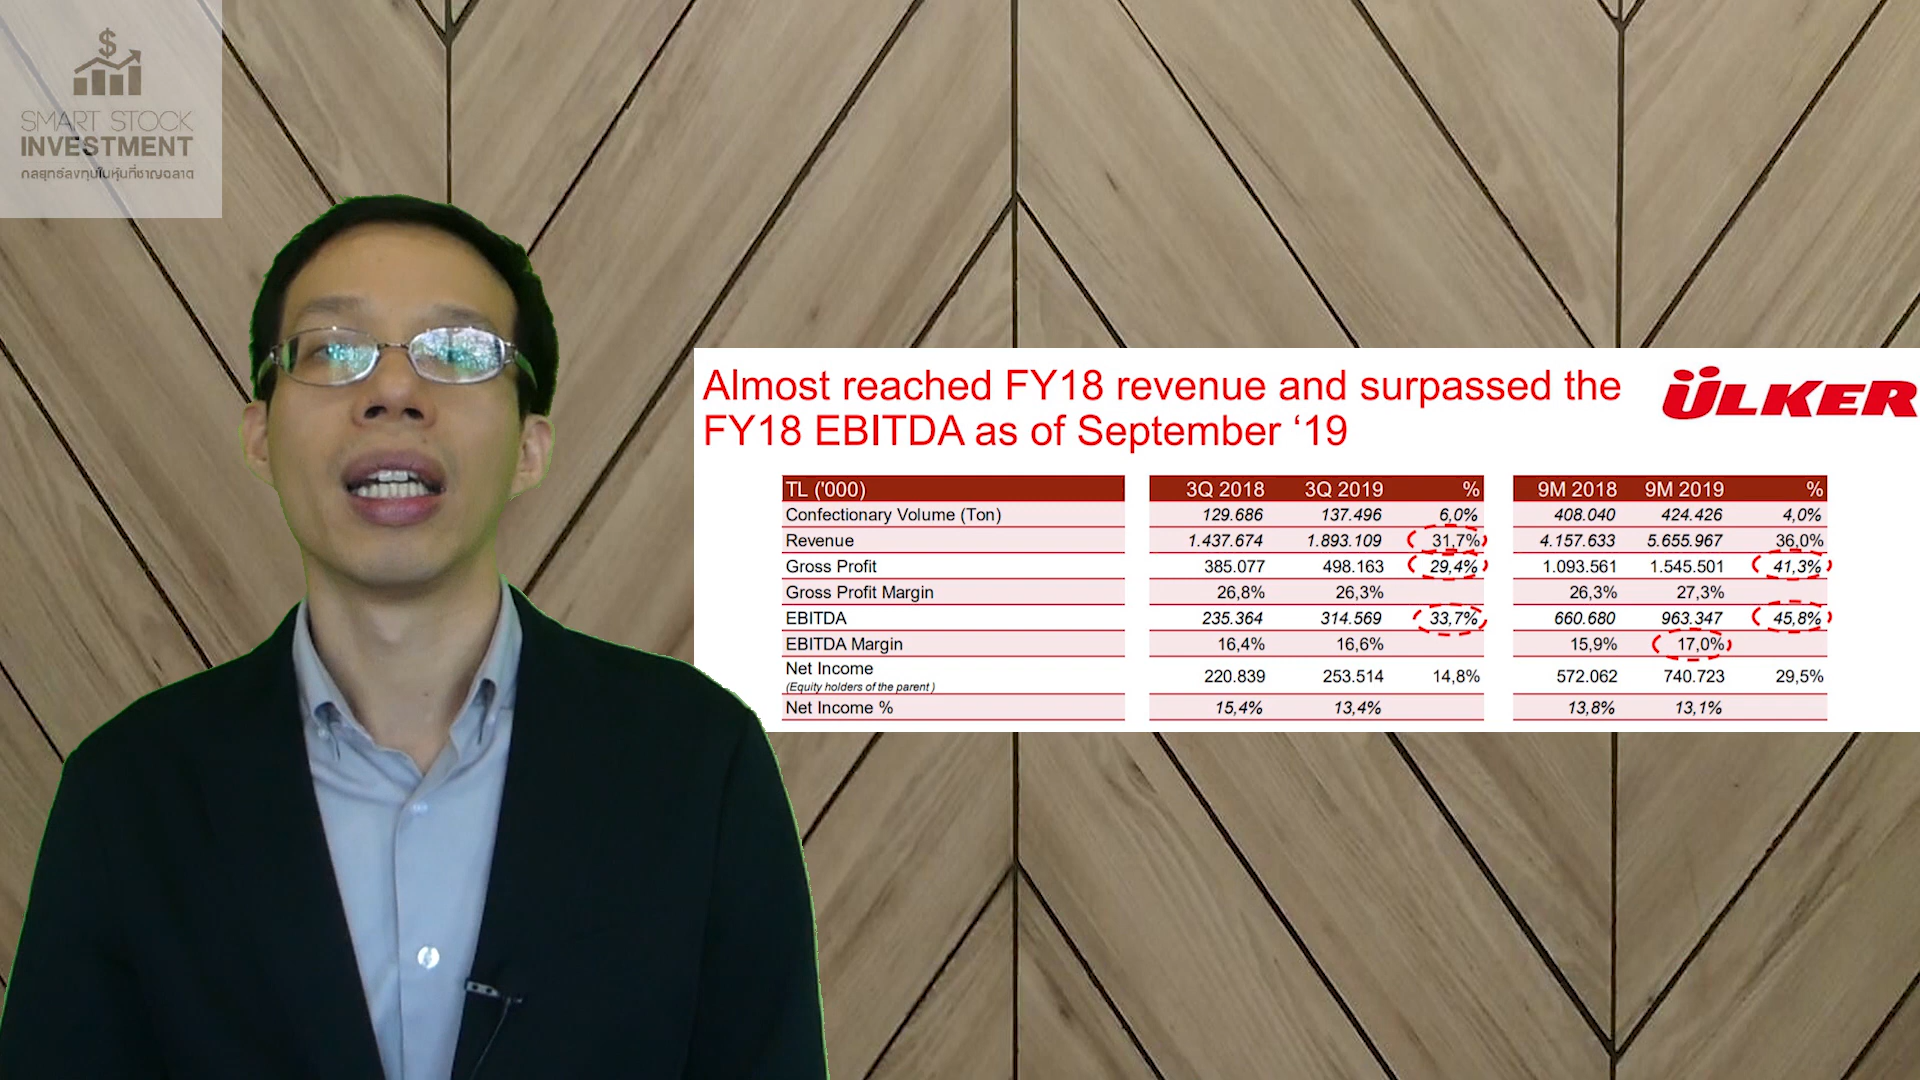 $
SMART STOCK
INVESTMENT
กลยุทธ์ลงทุนในหุ้นที่ชาญฉลาด
Almost reached FY18 revenue and surpassed the
FY18 EBITDA as of September ‘19
ÜLKER
TL ('000) 3Q 2018 3Q 2019 % 9M 2018 9M 2019 %
Confectionary Volume (Ton) 129.686 137.496 6,0% 408.040 424.426 4,0%
Revenue 1.437.674 1.893.109 31,7% 4.157.633 5.655.967 36,0%
Gross Profit 385.077 498.163 29,4% 1.093.561 1.545.501 41,3%
Gross Profit Margin 26,8% 26,3% 26,3% 27,3%
EBITDA 235.364 314.569 33,7% 660.680 963.347 45,8%
EBITDA Margin 16,4% 16,6% 15,9% 17,0%
Net Income 220.839 253.514 14,8% 572.062 740.723 29,5%
(Equity holders of the parent )
Net Income % 15,4% 13,4% 13,8% 13,1%